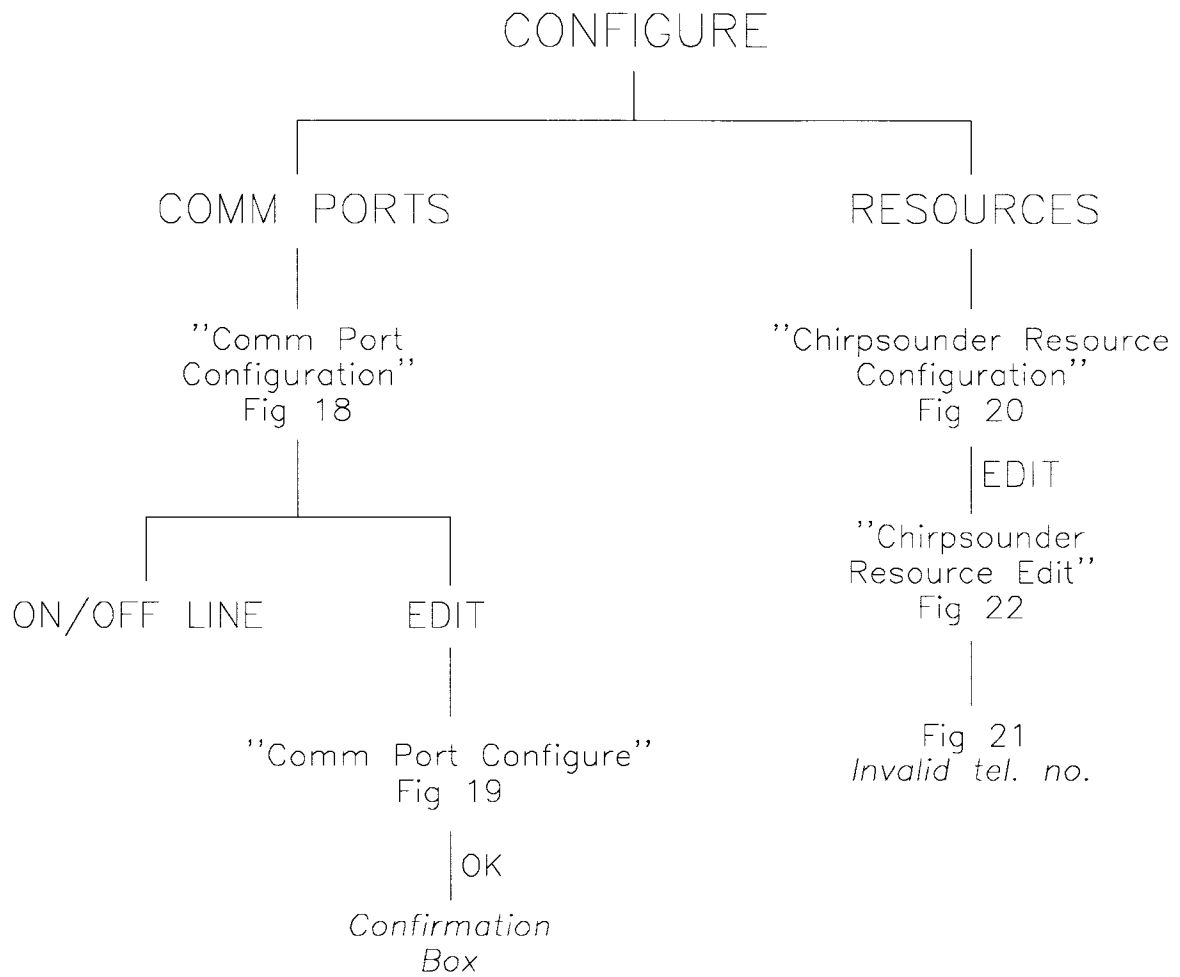 CONFIGURE
COMM PORTS
RESOURCES
"Comm Port
Configuration"
Fig 18
"Chirpsounder Resource
Configuration"
Fig 20
EDIT
"Chirpsounder
Resource Edit"
Fig 22
ON/OFF LINE
EDIT
"Comm Port Configure"
Fig 19
Fig 21
Invalid tel. no.
OK
Confirmation
Box